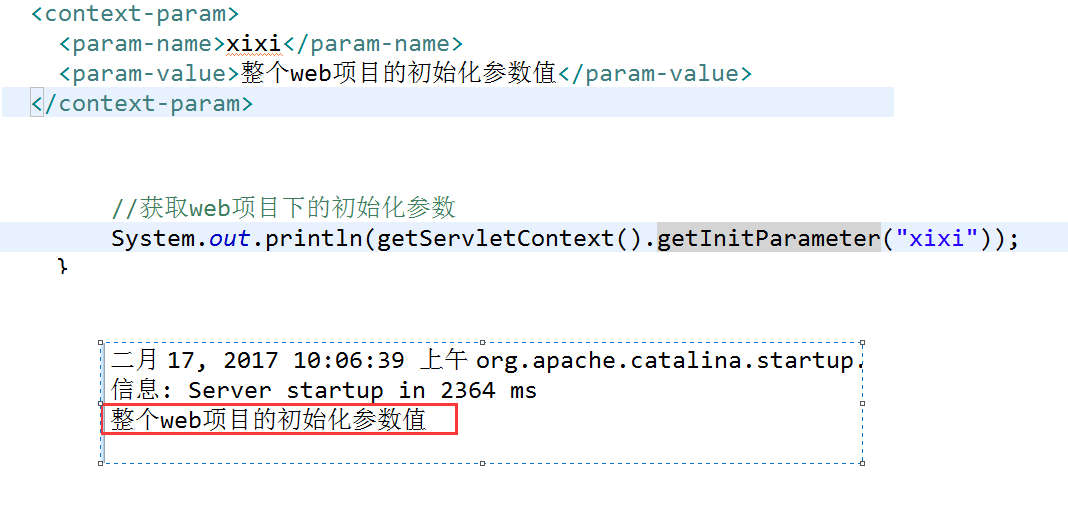 <context-param>
<param-name>xixi</param-name>
<param-value>整个web项目的初始化参数值</param-value>
</context-param>
//获取web项目下的初始化参数
System.out.println(getServletContext().getInitParameter("xixi"));
}
二月 17, 2017 10:06:39 上午 org.apache.catalina.startup.
信息: Server startup in 2364 ms
整个web项目的初始化参数值